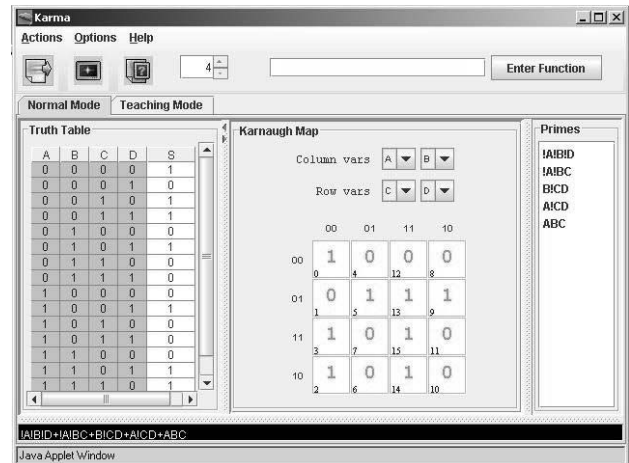 Karma
Actions Options Help
4 Enter Function
Normal Mode Teaching Mode
Truth Table
A B C D S
0 0 0 0 1
0 0 0 1 0
0 0 1 0 1
0 0 1 1 1
0 1 0 0 0
0 1 0 1 1
0 1 1 0 0
0 1 1 1 0
1 0 0 0 0
1 0 0 1 1
1 0 1 0 0
1 0 1 1 0
1 1 0 0 0
1 1 0 1 1
1 1 1 0 1
Karnaugh Map
Column vars A B
Row vars C D
00 01 11 10
00 1 0 0 0
0 4 12 8
01 0 1 1 1
1 5 13 9
11 1 0 1 0
3 7 15 11
10 1 0 1 0
2 6 14 10
Primes
!A!B!D
!A!BC
B!CD
A!CD
ABC
!A!B!D+!A!BC+B!CD+A!CD+ABC
Java Applet Window